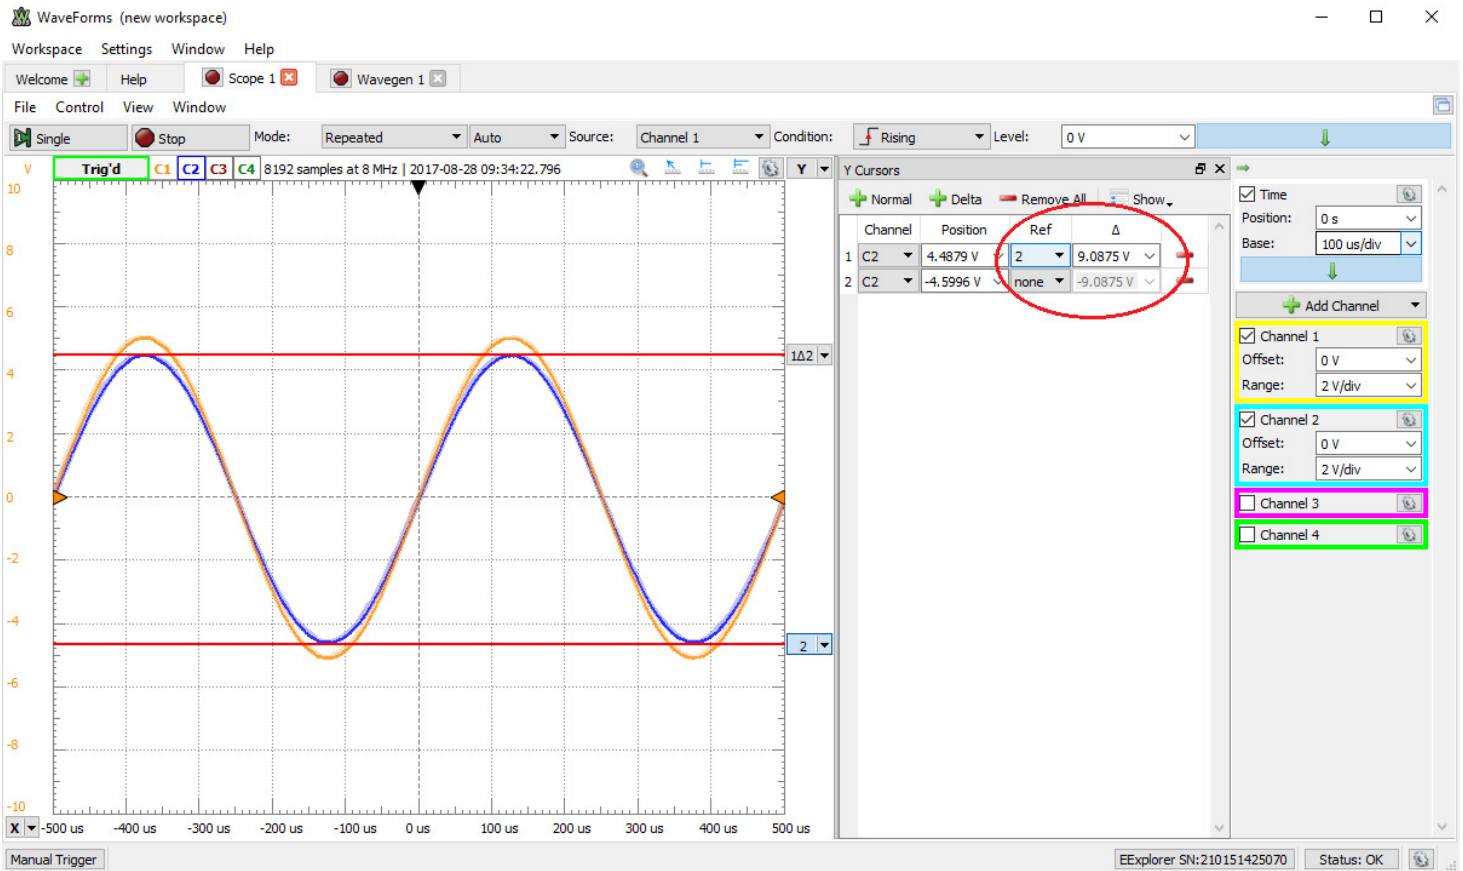 WaveForms (new workspace)
Workspace Settings Window Help
Welcome Help Scope 1 Wavegen 1
File Control View Window
Single Stop Mode: Repeated Auto Source: Channel 1 Condition: Rising Level: 0 V
V Trig'd C1 C2 C3 C4 8192 samples at 8 MHz | 2017-08-28 09:34:22.796 Y
10
8
6
4
2
0
-2
-4
-6
-8
-10
1Δ2
2
X -500 us -400 us -300 us -200 us -100 us 0 us 100 us 200 us 300 us 400 us 500 us
Y Cursors
Normal Delta Remove All Show
Channel Position Ref Δ
1 C2 4.4879 V 2 9.0875 V
2 C2 -4.5996 V none -9.0875 V
Time
Position: 0 s
Base: 100 us/div
Add Channel
Channel 1
Offset: 0 V
Range: 2 V/div
Channel 2
Offset: 0 V
Range: 2 V/div
Channel 3
Channel 4
Manual Trigger EExplorer SN:210151425070 Status: OK